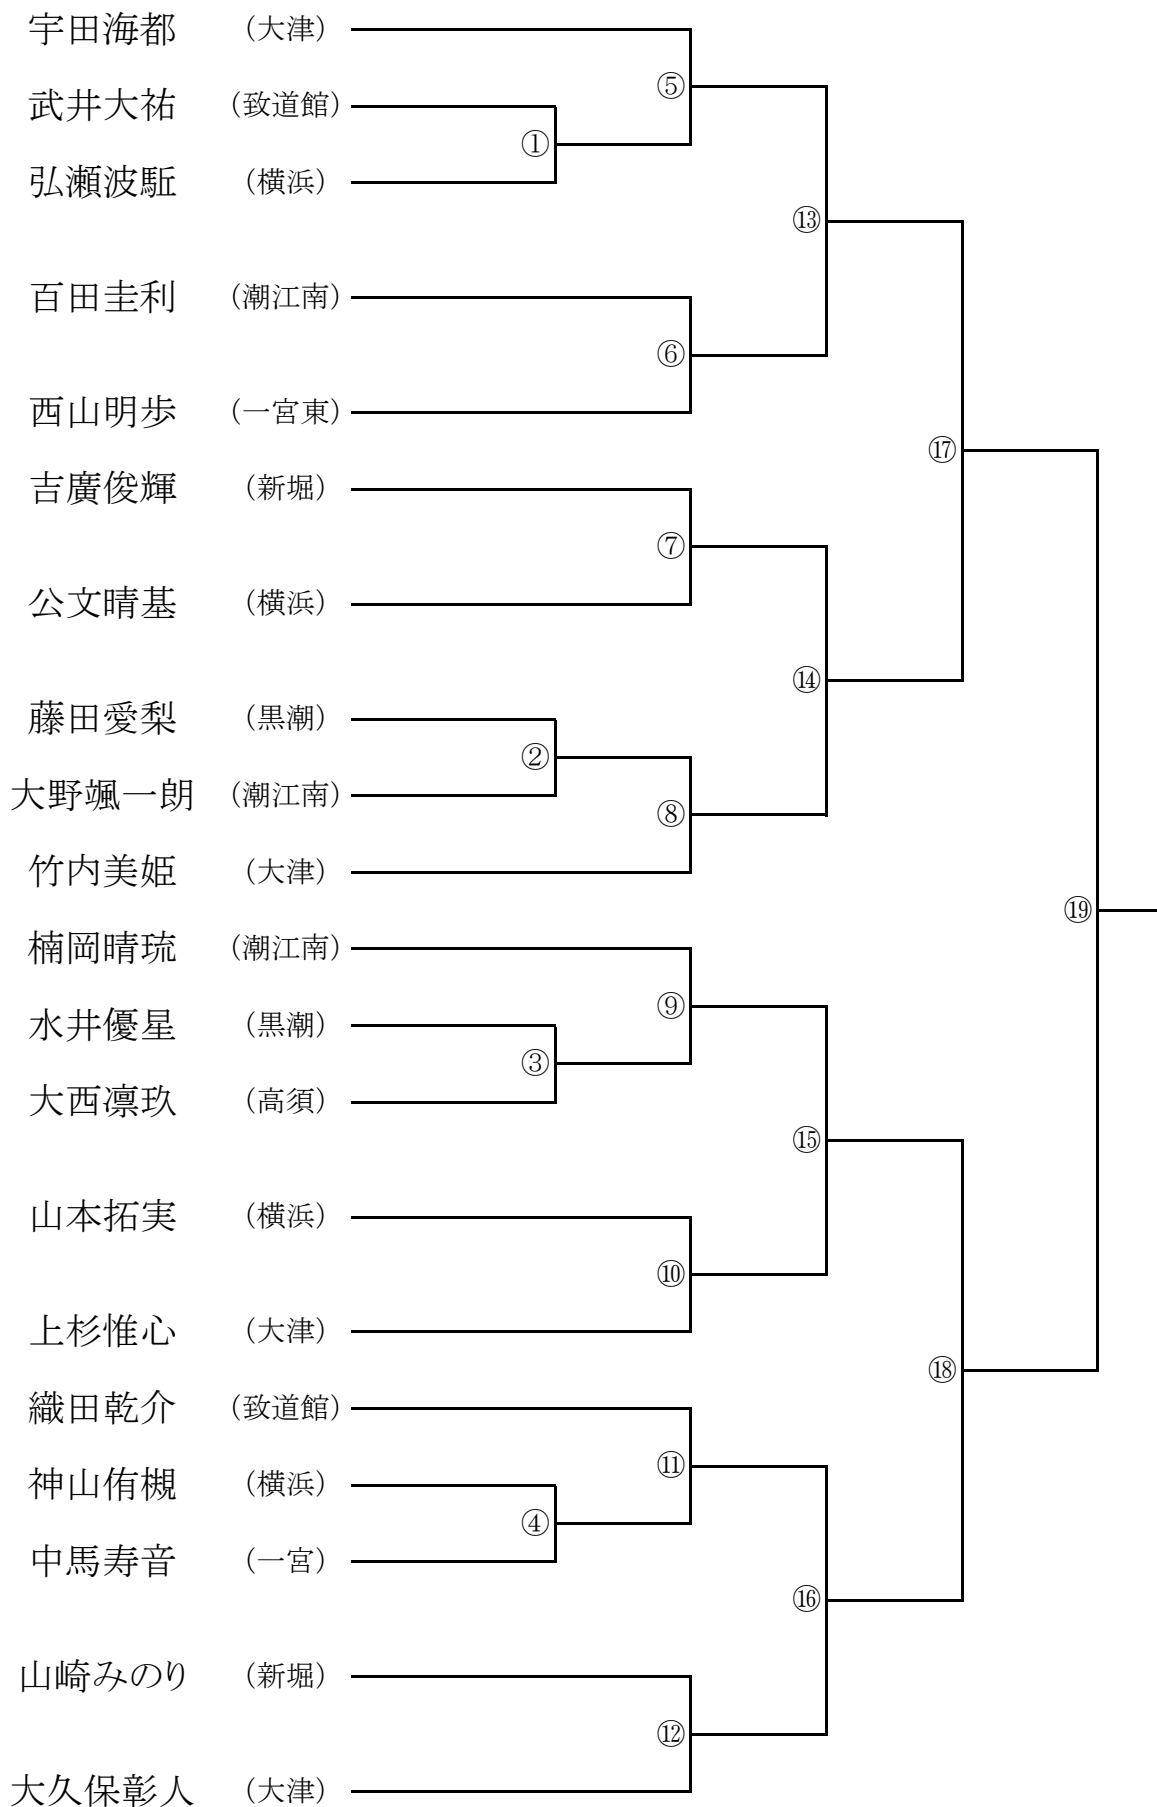 宇田海都 (大津)
⑤
武井大祐 (致道館)
①
弘瀬波駈 (横浜)
⑬
百田圭利 (潮江南)
⑥
西山明歩 (一宮東)
⑰
吉廣俊輝 (新堀)
⑦
公文晴基 (横浜)
⑭
藤田愛梨 (黒潮)
②
大野颯一朗 (潮江南)
⑧
竹内美姫 (大津)
⑲
楠岡晴琉 (潮江南)
⑨
水井優星 (黒潮)
③
大西凛玖 (高須)
⑮
山本拓実 (横浜)
⑩
上杉惟心 (大津)
⑱
織田乾介 (致道館)
⑪
神山侑槻 (横浜)
④
中馬寿音 (一宮)
⑯
山崎みのり (新堀)
⑫
大久保彰人 (大津)